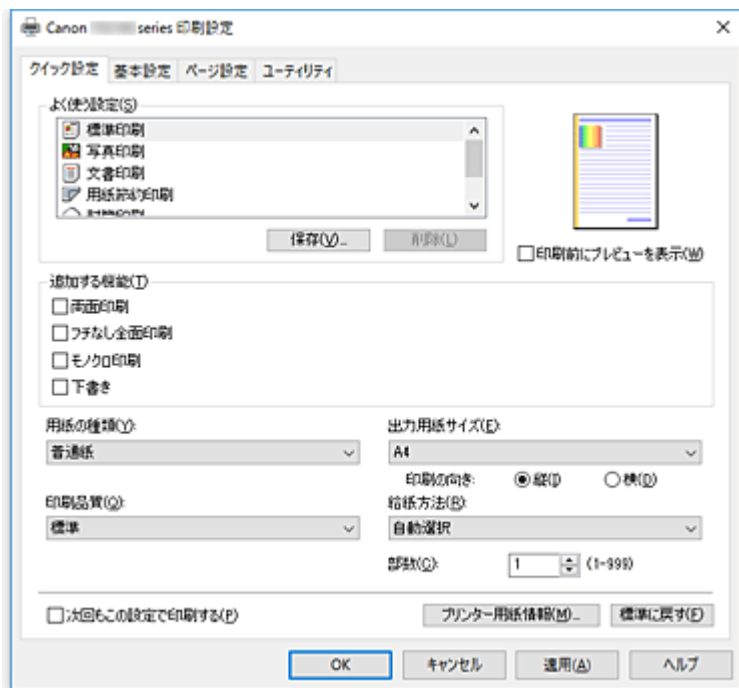 Canon series 印刷設定
クイック設定 基本設定 ページ設定 ユーティリティ
よく使う設定(S)
標準印刷
写真印刷
文書印刷
用紙節約印刷
保存(V)... 削除(L)
印刷前にプレビューを表示(W)
追加する機能(T)
両面印刷
フチなし全面印刷
モノクロ印刷
下書き
用紙の種類(Y): 出力用紙サイズ(E):
普通紙 A4
印刷の向き: 縦(I) 横(D)
印刷品質(Q): 給紙方法(R):
標準 自動選択
部数(C): 1 (1-999)
次回もこの設定で印刷する(P) プリンター用紙情報(M)... 標準に戻す(F)
OK キャンセル 適用(A) ヘルプ